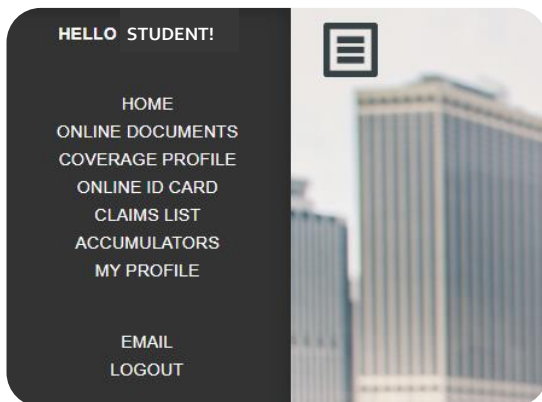 HELLO STUDENT!
HOME
ONLINE DOCUMENTS
COVERAGE PROFILE
ONLINE ID CARD
CLAIMS LIST
ACCUMULATORS
MY PROFILE
EMAIL
LOGOUT